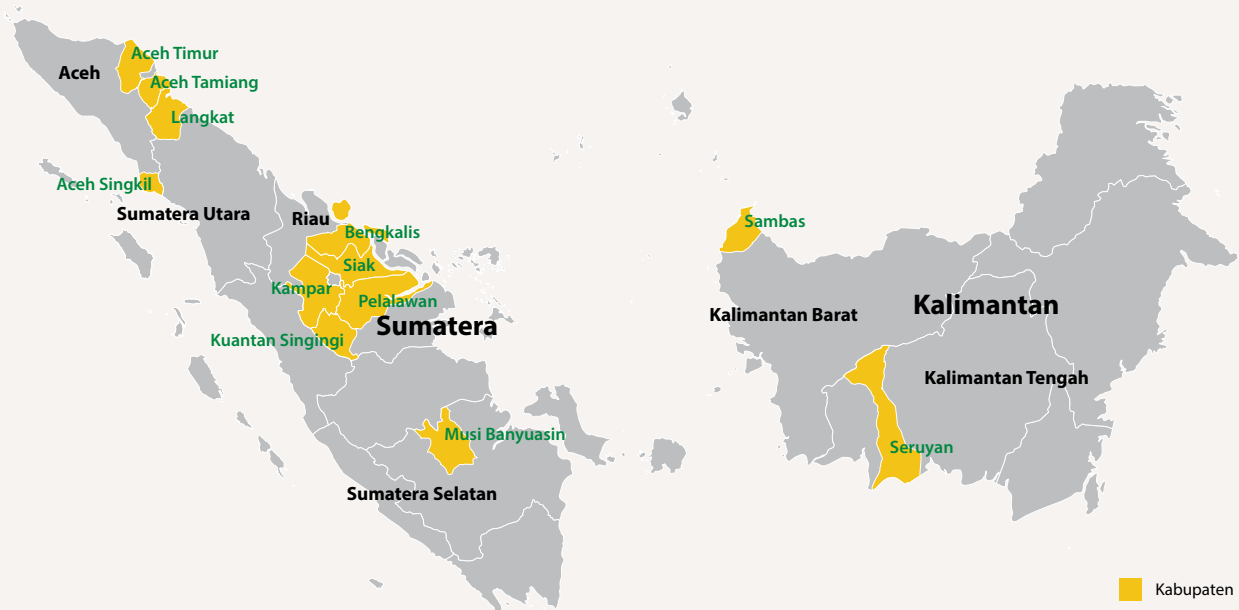 Aceh Timur
Aceh
Aceh Tamiang
Langkat
Aceh Singkil
Sumatera Utara
Riau
Bengkalis
Siak
Kampar
Pelalawan
Sumatera
Kuantan Singingi
Musi Banyuasin
Sumatera Selatan
Sambas
Kalimantan
Kalimantan Barat
Kalimantan Tengah
Seruyan
Kabupaten